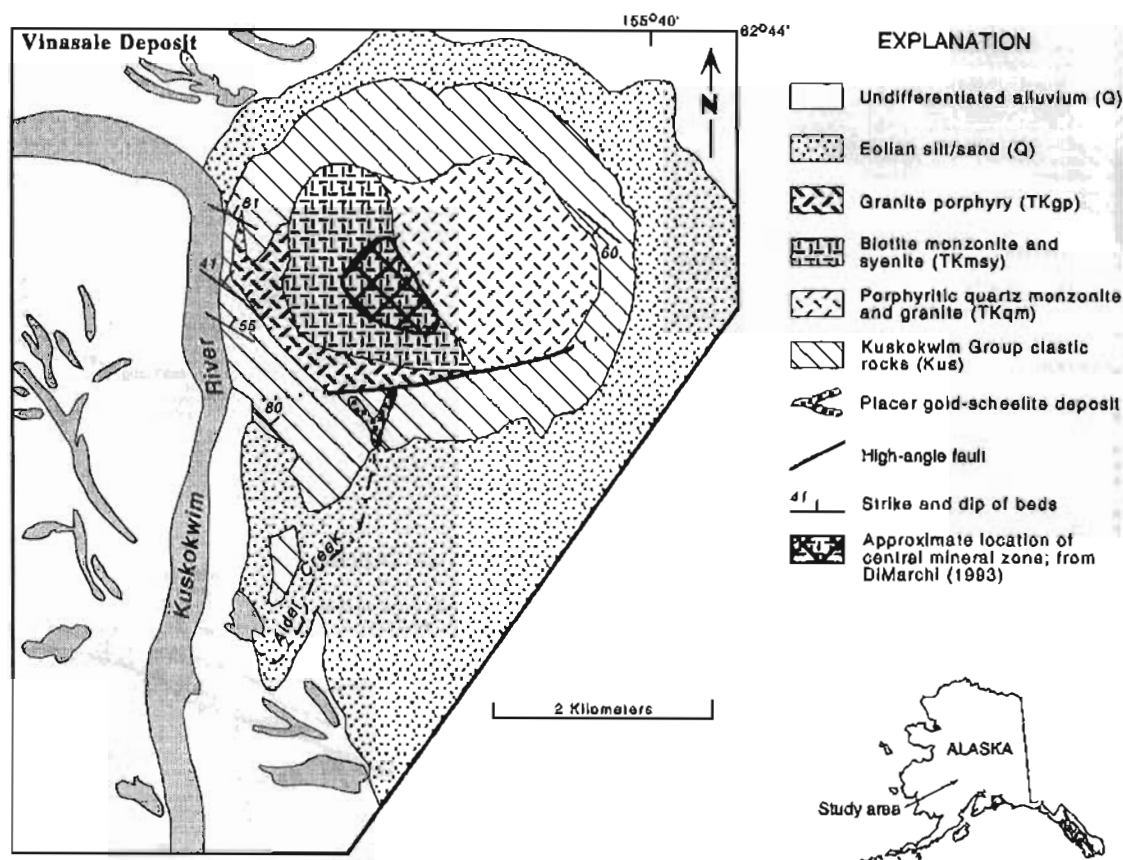 155°40'
62°44'
Vinasale Deposit
N
81
41
55
60
80
River
Kuskokwim
Alder Creek
2 Kilometers
EXPLANATION
Undifferentiated alluvium (Q)
Eolian silt/sand (Q)
Granite porphyry (TKgp)
Biotite monzonite and
syenite (TKmsy)
Porphyritic quartz monzonite
and granite (TKqm)
Kuskokwim Group clastic
rocks (Kus)
Placer gold-scheelite deposit
High-angle fault
41
Strike and dip of beds
Approximate location of
central mineral zone; from
DiMarchi (1993)
ALASKA
Study area